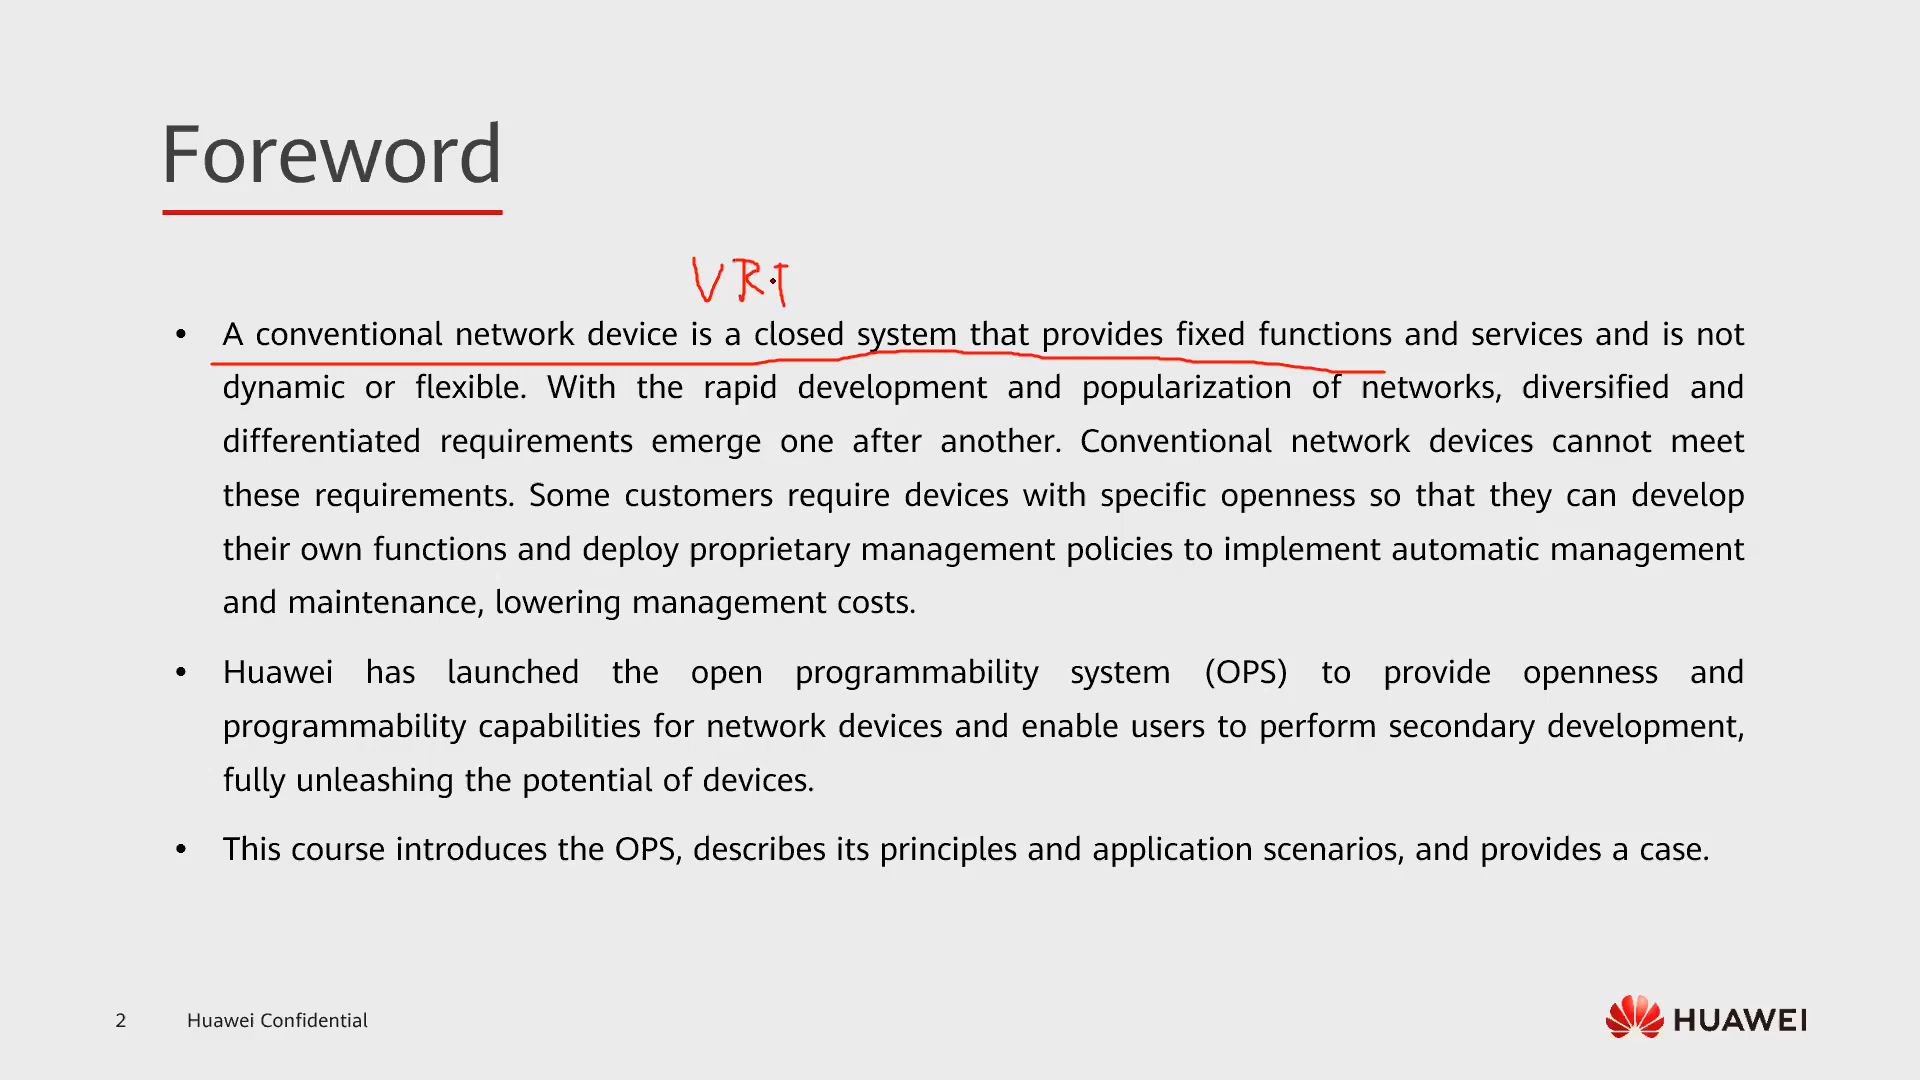 Foreword
VRT
• A conventional network device is a closed system that provides fixed functions and services and is not
dynamic or flexible. With the rapid development and popularization of networks, diversified and
differentiated requirements emerge one after another. Conventional network devices cannot meet
these requirements. Some customers require devices with specific openness so that they can develop
their own functions and deploy proprietary management policies to implement automatic management
and maintenance, lowering management costs.
• Huawei has launched the open programmability system (OPS) to provide openness and
programmability capabilities for network devices and enable users to perform secondary development,
fully unleashing the potential of devices.
• This course introduces the OPS, describes its principles and application scenarios, and provides a case.
2 Huawei Confidential
HUAWEI